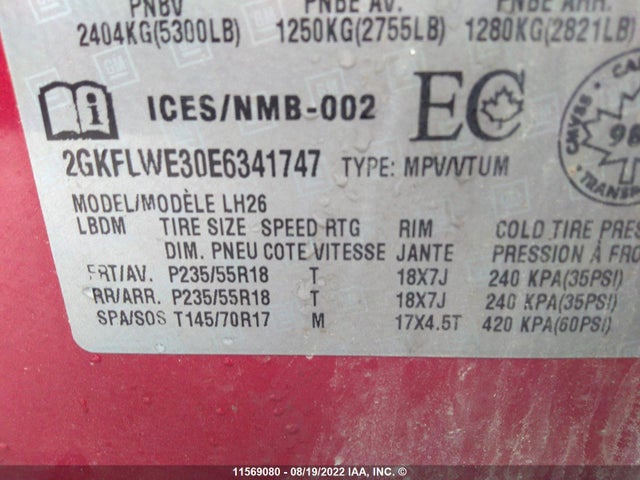 PNBV PNBE AV. PNBE ARR.
2404KG(5300LB) 1250KG(2755LB) 1280KG(2821LB)
GM
ICES/NMB-002 EC
CMVSS
2GKFLWE30E6341747 TYPE: MPV/VTUM
MODEL/MODÈLE LH26
LBDM TIRE SIZE SPEED RTG RIM COLD TIRE PRES
DIM. PNEU COTE VITESSE JANTE PRESSION À FRO
FRT/AV. P235/55R18 T 18X7J 240 KPA(35PSI)
RR/ARR. P235/55R18 T 18X7J 240 KPA(35PSI)
SPA/SOS T145/70R17 M 17X4.5T 420 KPA(60PSI)
11569080 - 08/19/2022 IAA, INC. ©